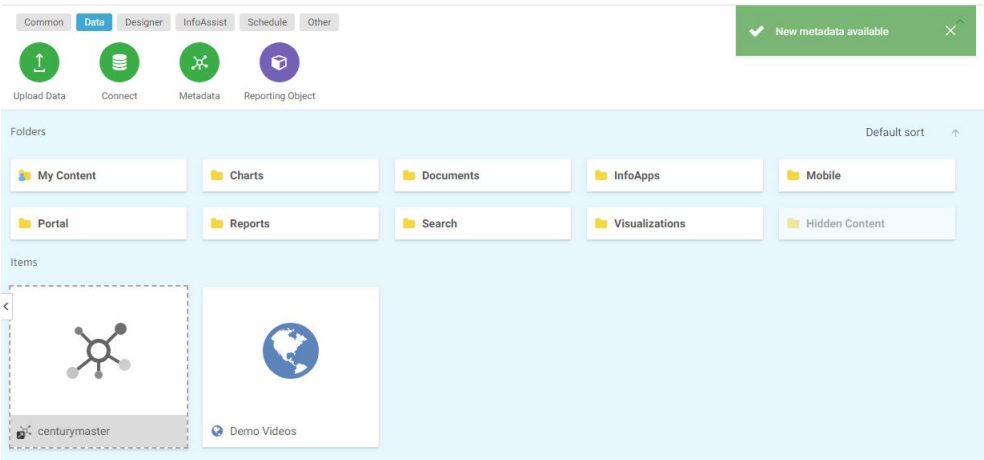 Common Data Designer InfoAssist Schedule Other
New metadata available
Upload Data Connect Metadata Reporting Object
Folders Default sort
My Content Charts Documents InfoApps Mobile
Portal Reports Search Visualizations Hidden Content
Items
centurymaster Demo Videos